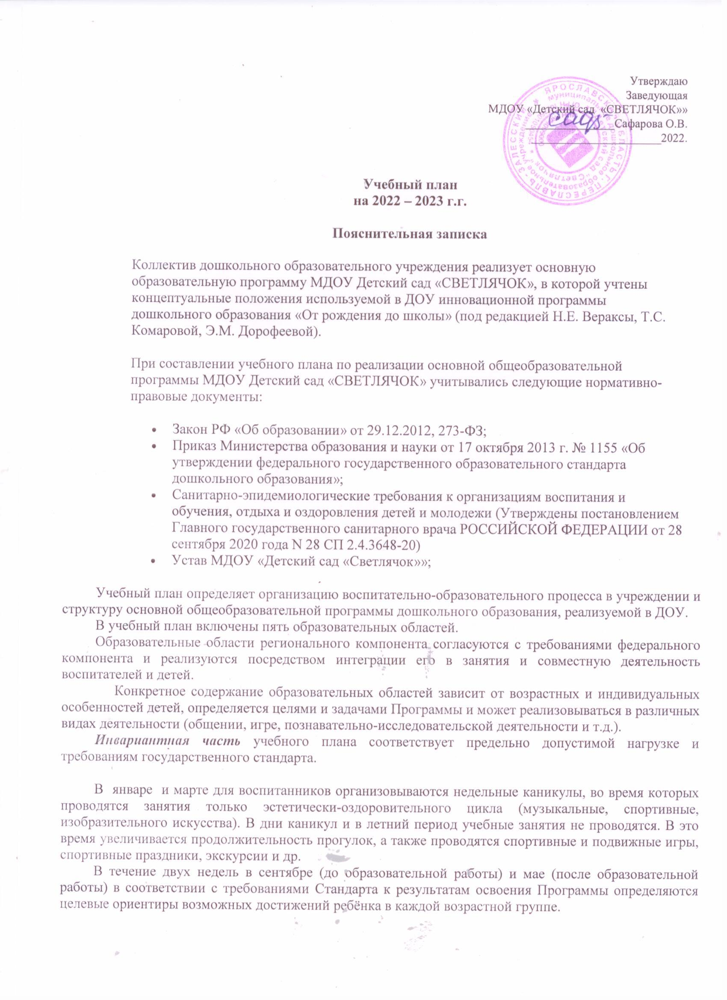 Утверждаю
Заведующая
МДОУ «Детский сад «СВЕТЛЯЧОК»»
Сафарова О.В.
2022.
ЯРОСЛАВСКАЯ ОБЛАСТЬ Г. ПЕРЕСЛАВЛЬ-ЗАЛЕССКИЙ
муниципальное дошкольное образовательное учреждение
Детский сад "Светлячок"
Учебный план
на 2022 – 2023 г.г.
Пояснительная записка
Коллектив дошкольного образовательного учреждения реализует основную
образовательную программу МДОУ Детский сад «СВЕТЛЯЧОК», в которой учтены
концептуальные положения используемой в ДОУ инновационной программы
дошкольного образования «От рождения до школы» (под редакцией Н.Е. Вераксы, Т.С.
Комаровой, Э.М. Дорофеевой).
При составлении учебного плана по реализации основной общеобразовательной
программы МДОУ Детский сад «СВЕТЛЯЧОК» учитывались следующие нормативно-
правовые документы:
• Закон РФ «Об образовании» от 29.12.2012, 273-ФЗ;
• Приказ Министерства образования и науки от 17 октября 2013 г. № 1155 «Об
утверждении федерального государственного образовательного стандарта
дошкольного образования»;
• Санитарно-эпидемиологические требования к организациям воспитания и
обучения, отдыха и оздоровления детей и молодежи (Утверждены постановлением
Главного государственного санитарного врача РОССИЙСКОЙ ФЕДЕРАЦИИ от 28
сентября 2020 года N 28 СП 2.4.3648-20)
• Устав МДОУ «Детский сад «Светлячок»»;
Учебный план определяет организацию воспитательно-образовательного процесса в учреждении и
структуру основной общеобразовательной программы дошкольного образования, реализуемой в ДОУ.
В учебный план включены пять образовательных областей.
Образовательные области регионального компонента согласуются с требованиями федерального
компонента и реализуются посредством интеграции его в занятия и совместную деятельность
воспитателей и детей.
Конкретное содержание образовательных областей зависит от возрастных и индивидуальных
особенностей детей, определяется целями и задачами Программы и может реализовываться в различных
видах деятельности (общении, игре, познавательно-исследовательской деятельности и т.д.).
Инвариантная часть учебного плана соответствует предельно допустимой нагрузке и
требованиям государственного стандарта.
В январе и марте для воспитанников организовываются недельные каникулы, во время которых
проводятся занятия только эстетически-оздоровительного цикла (музыкальные, спортивные,
изобразительного искусства). В дни каникул и в летний период учебные занятия не проводятся. В это
время увеличивается продолжительность прогулок, а также проводятся спортивные и подвижные игры,
спортивные праздники, экскурсии и др.
В течение двух недель в сентябре (до образовательной работы) и мае (после образовательной
работы) в соответствии с требованиями Стандарта к результатам освоения Программы определяются
целевые ориентиры возможных достижений ребёнка в каждой возрастной группе.